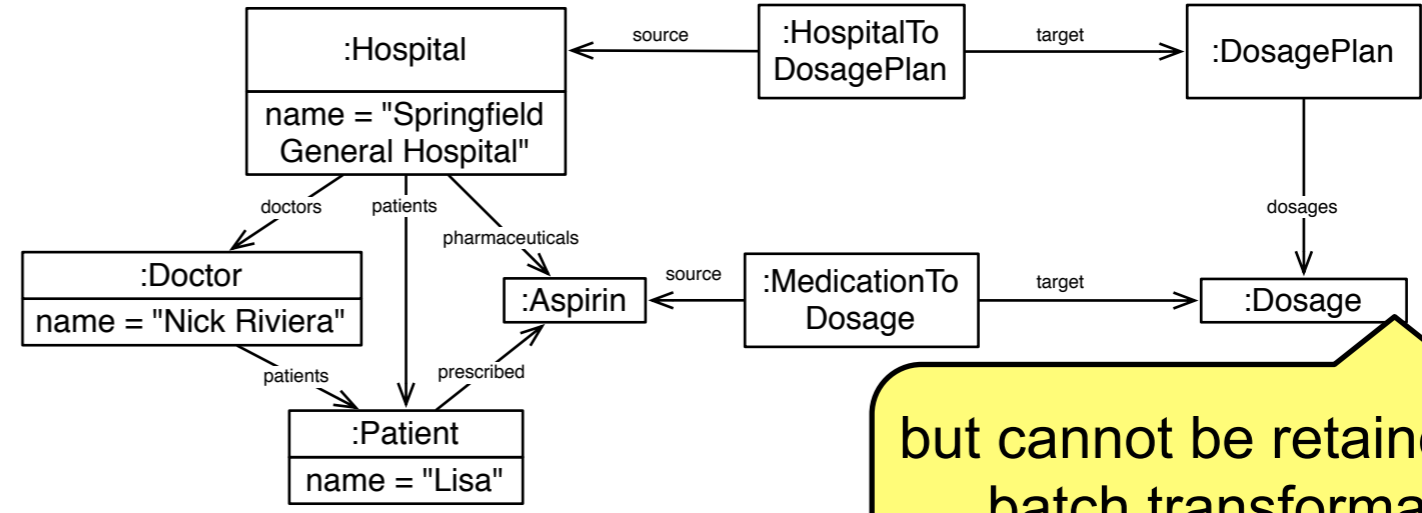 :Hospital
name = "Springfield
General Hospital"
source
:HospitalTo
DosagePlan
target
:DosagePlan
doctors
patients
pharmaceuticals
dosages
:Doctor
name = "Nick Riviera"
:Aspirin
source
:MedicationTo
Dosage
target
:Dosage
patients
prescribed
:Patient
name = "Lisa"
but cannot be
batch